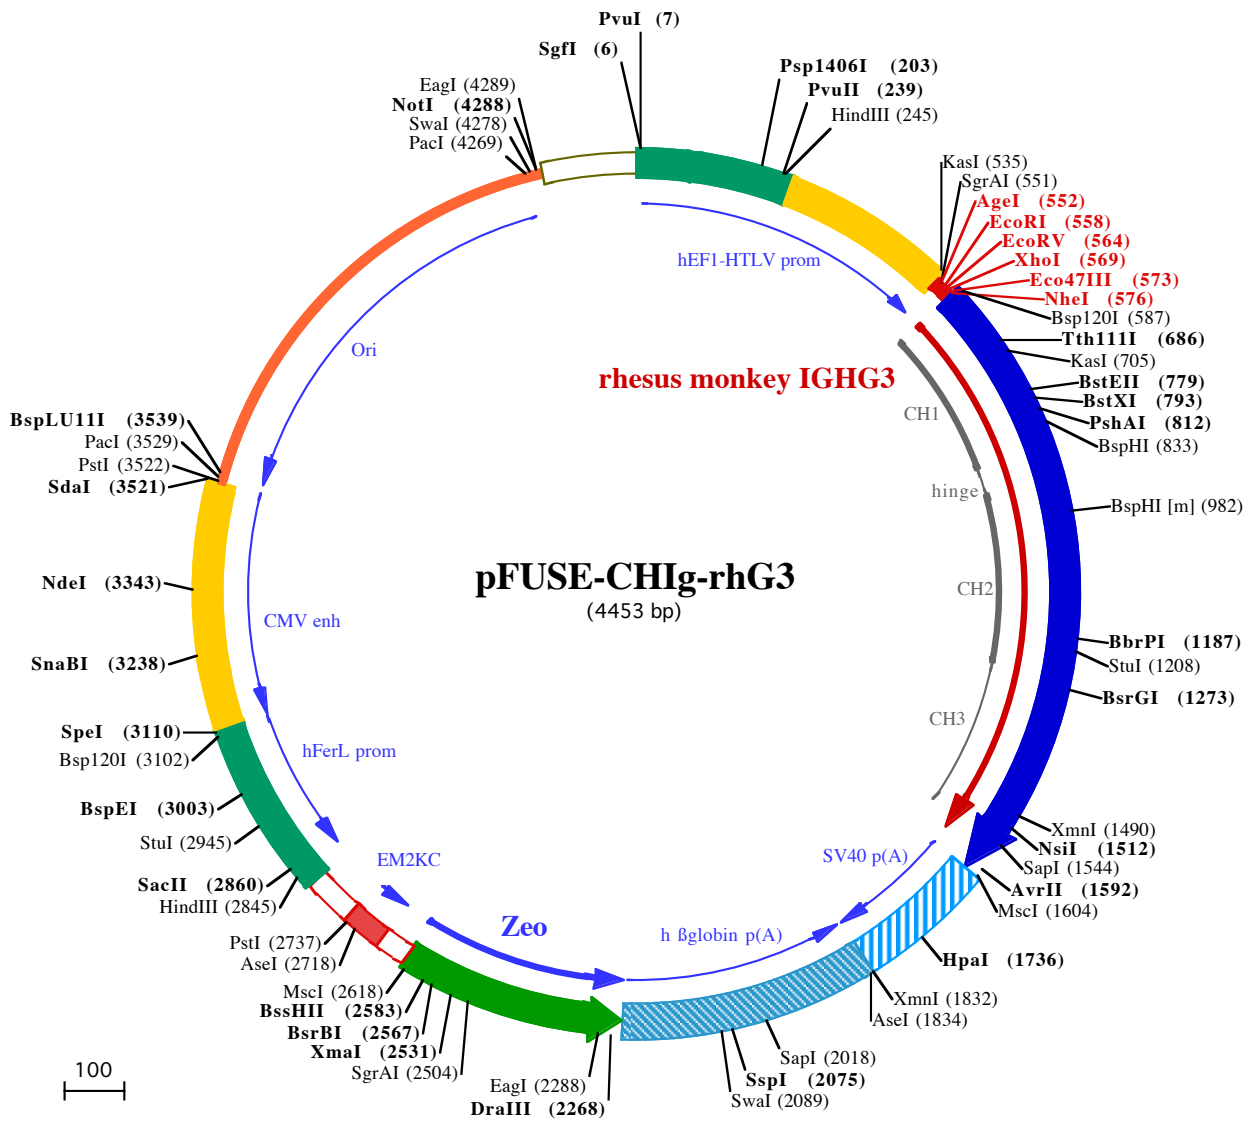 PvuI (7)
SgfI (6)
Psp1406I (203)
PvuII (239)
HindIII (245)
EagI (4289)
NotI (4288)
SwaI (4278)
PacI (4269)
KasI (535)
SgrAI (551)
AgeI (552)
EcoRI (558)
EcoRV (564)
XhoI (569)
Eco47III (573)
NheI (576)
Bsp120I (587)
Tth111I (686)
KasI (705)
BstEII (779)
BstXI (793)
PshAI (812)
BspHI (833)
BspHI [m] (982)
BbrPI (1187)
StuI (1208)
BsrGI (1273)
XmnI (1490)
NsiI (1512)
SapI (1544)
AvrII (1592)
MscI (1604)
HpaI (1736)
XmnI (1832)
AseI (1834)
SapI (2018)
SspI (2075)
SwaI (2089)
EagI (2288)
DraIII (2268)
SgrAI (2504)
XmaI (2531)
BsrBI (2567)
BssHII (2583)
MscI (2618)
AseI (2718)
PstI (2737)
HindIII (2845)
SacII (2860)
StuI (2945)
BspEI (3003)
Bsp120I (3102)
SpeI (3110)
SnaBI (3238)
NdeI (3343)
SdaI (3521)
PstI (3522)
PacI (3529)
BspLU11I (3539)
hEF1-HTLV prom
Ori
rhesus monkey IGHG3
CH1
hinge
CH2
CH3
pFUSE-CHIg-rhG3
(4453 bp)
CMV enh
hFerL prom
EM2KC
Zeo
h ßglobin p(A)
SV40 p(A)
100